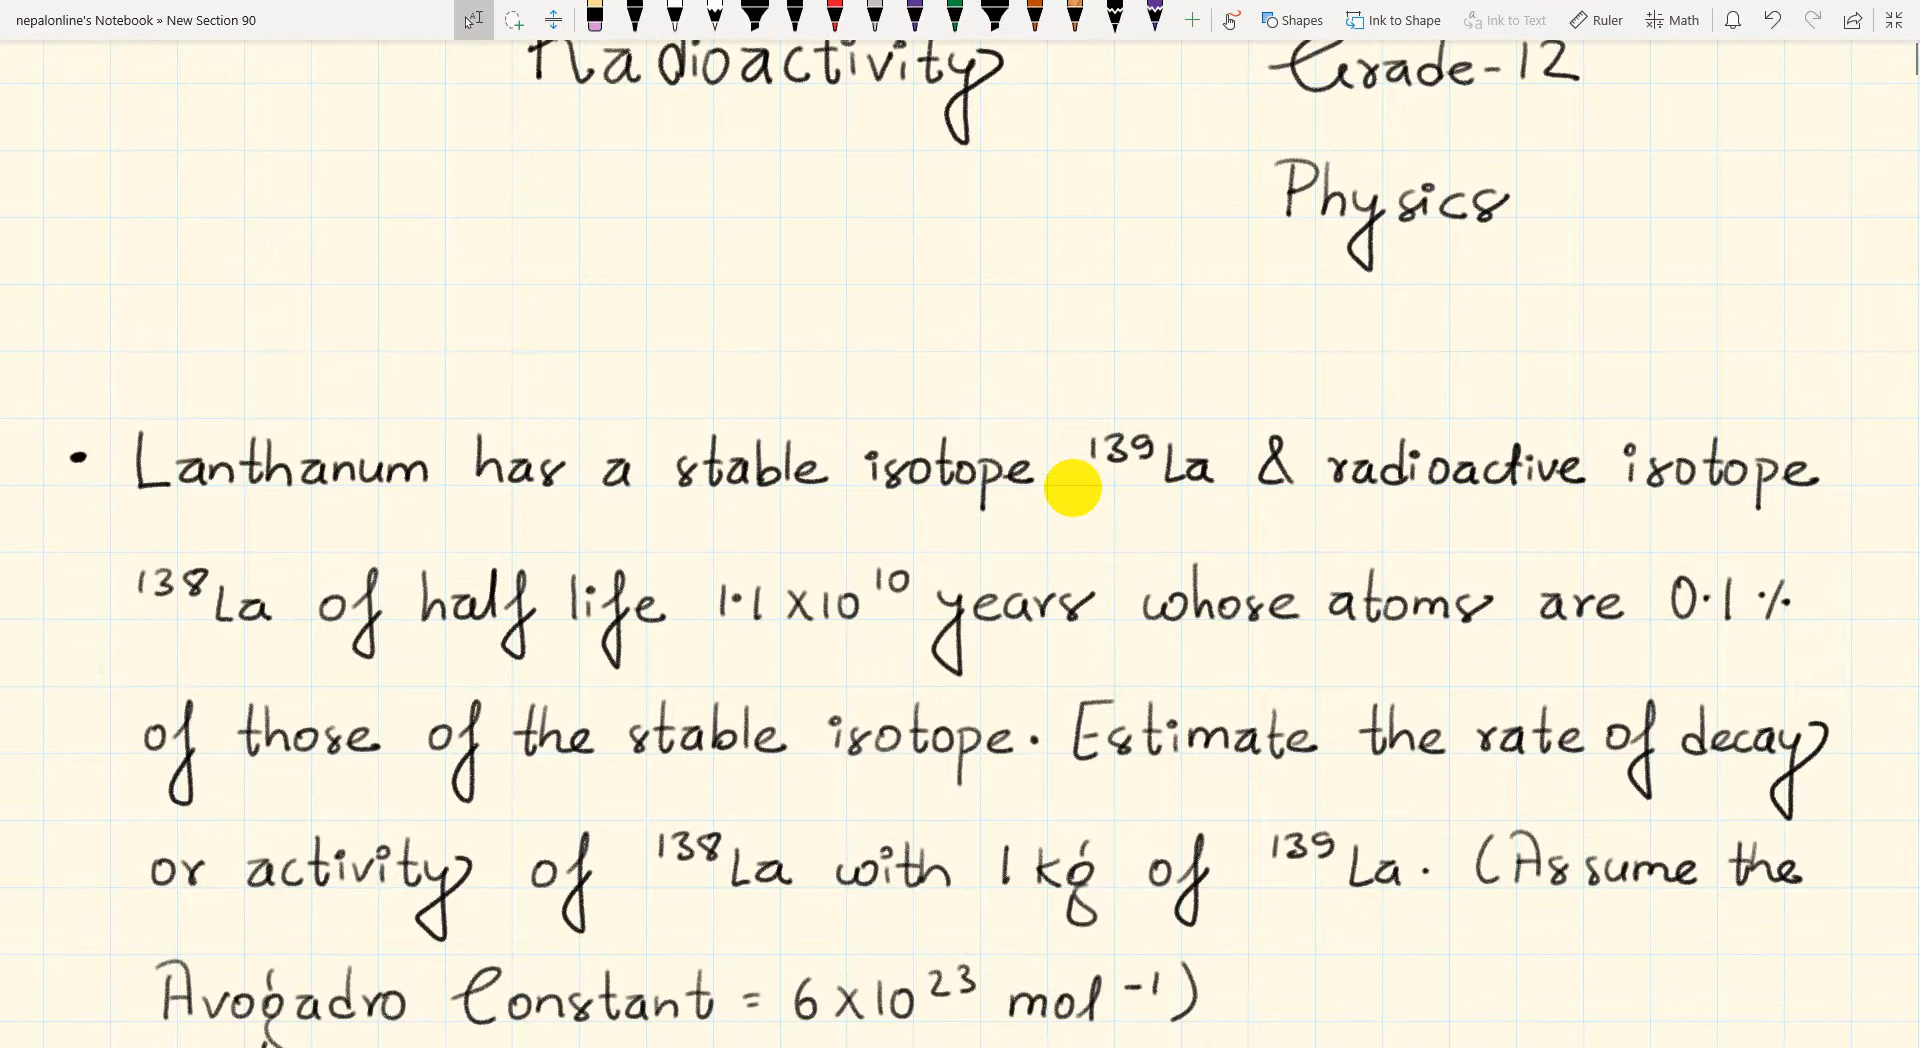 nepalonline's Notebook » New Section 90
Shapes Ink to Shape Ink to Text Ruler Math
Radioactivity Grade-12
Physics
• Lanthanum has a stable isotope ¹³⁹La & radioactive isotope
¹³⁸La of half life 1.1 × 10¹⁰ years whose atoms are 0.1 %
of those of the stable isotope. Estimate the rate of decay
or activity of ¹³⁸La with 1 kg of ¹³⁹La. (Assume the
Avogadro Constant = 6 × 10²³ mol⁻¹)